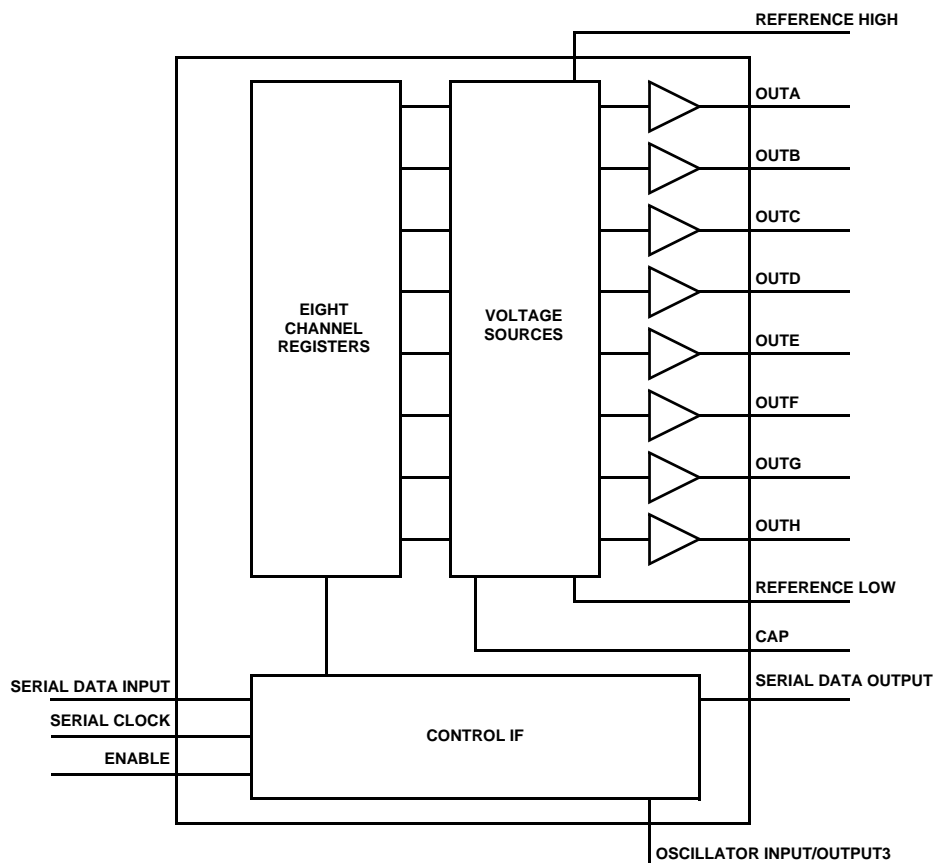 REFERENCE HIGH
OUTA
OUTB
OUTC
OUTD
EIGHT
CHANNEL
REGISTERS
VOLTAGE
SOURCES
OUTE
OUTF
OUTG
OUTH
REFERENCE LOW
CAP
SERIAL DATA INPUT
SERIAL DATA OUTPUT
SERIAL CLOCK
CONTROL IF
ENABLE
OSCILLATOR INPUT/OUTPUT3